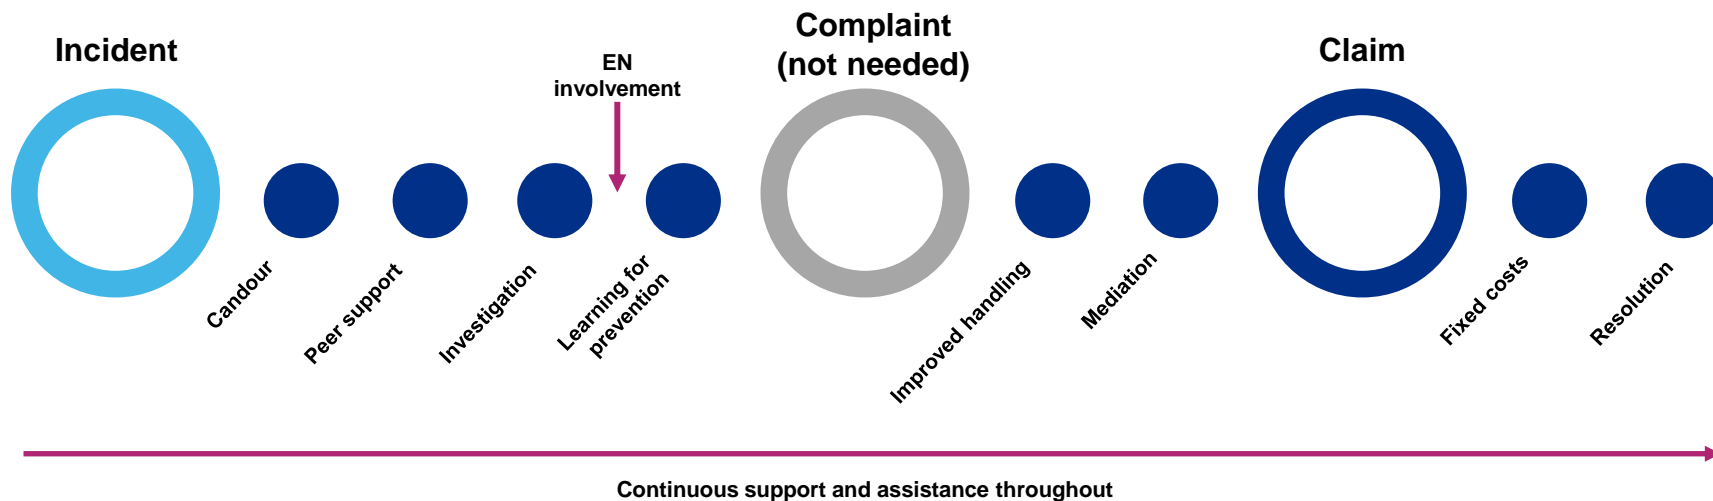 Incident
EN
involvement
Complaint
(not needed)
Claim
Candour
Peer support
Investigation
Learning for
prevention
Improved handling
Mediation
Fixed costs
Resolution
Continuous support and assistance throughout